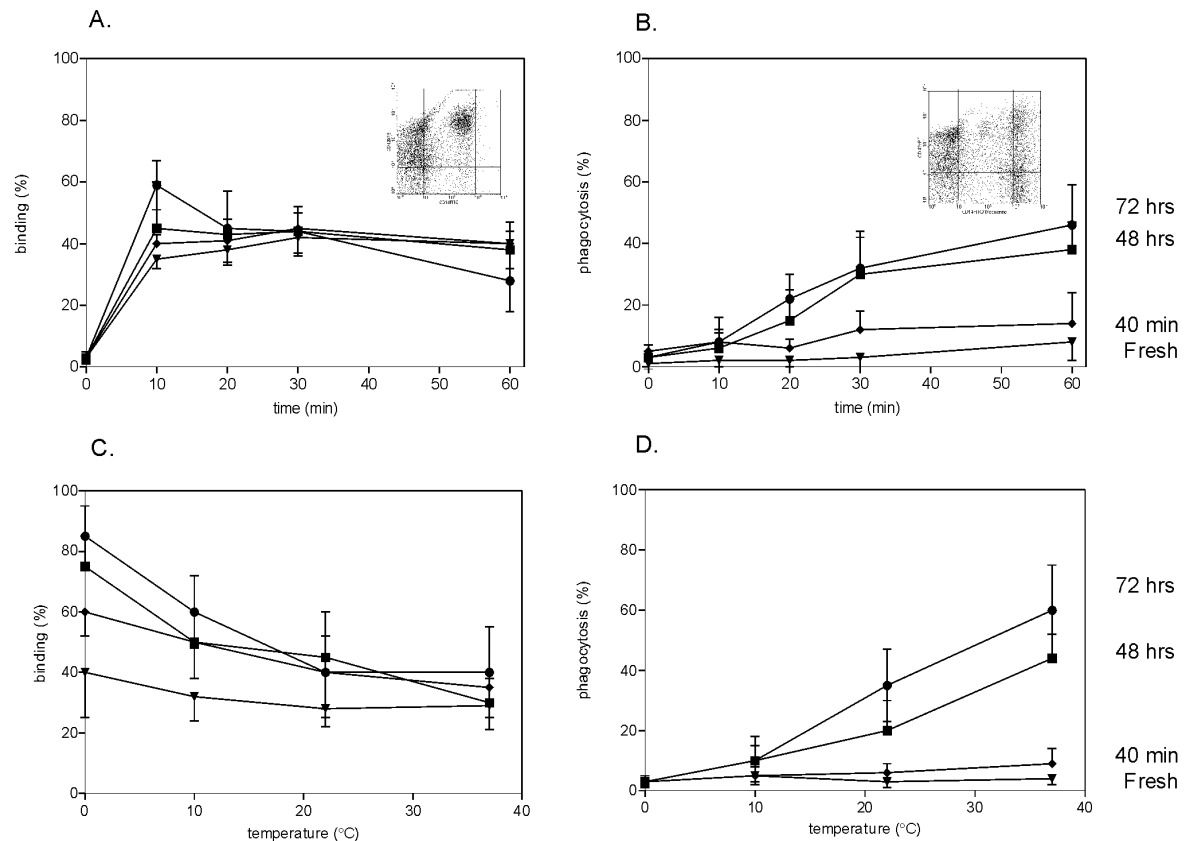 A.
100
80
60
40
20
0
binding (%)
0 10 20 30 40 50 60
time (min)
B.
100
80
60
40
20
0
phagocytosis (%)
0 10 20 30 40 50 60
time (min)
72 hrs
48 hrs
40 min
Fresh
C.
100
80
60
40
20
0
binding (%)
0 10 20 30 40
temperature (°C)
D.
100
80
60
40
20
0
phagocytosis (%)
0 10 20 30 40
temperature (°C)
72 hrs
48 hrs
40 min
Fresh